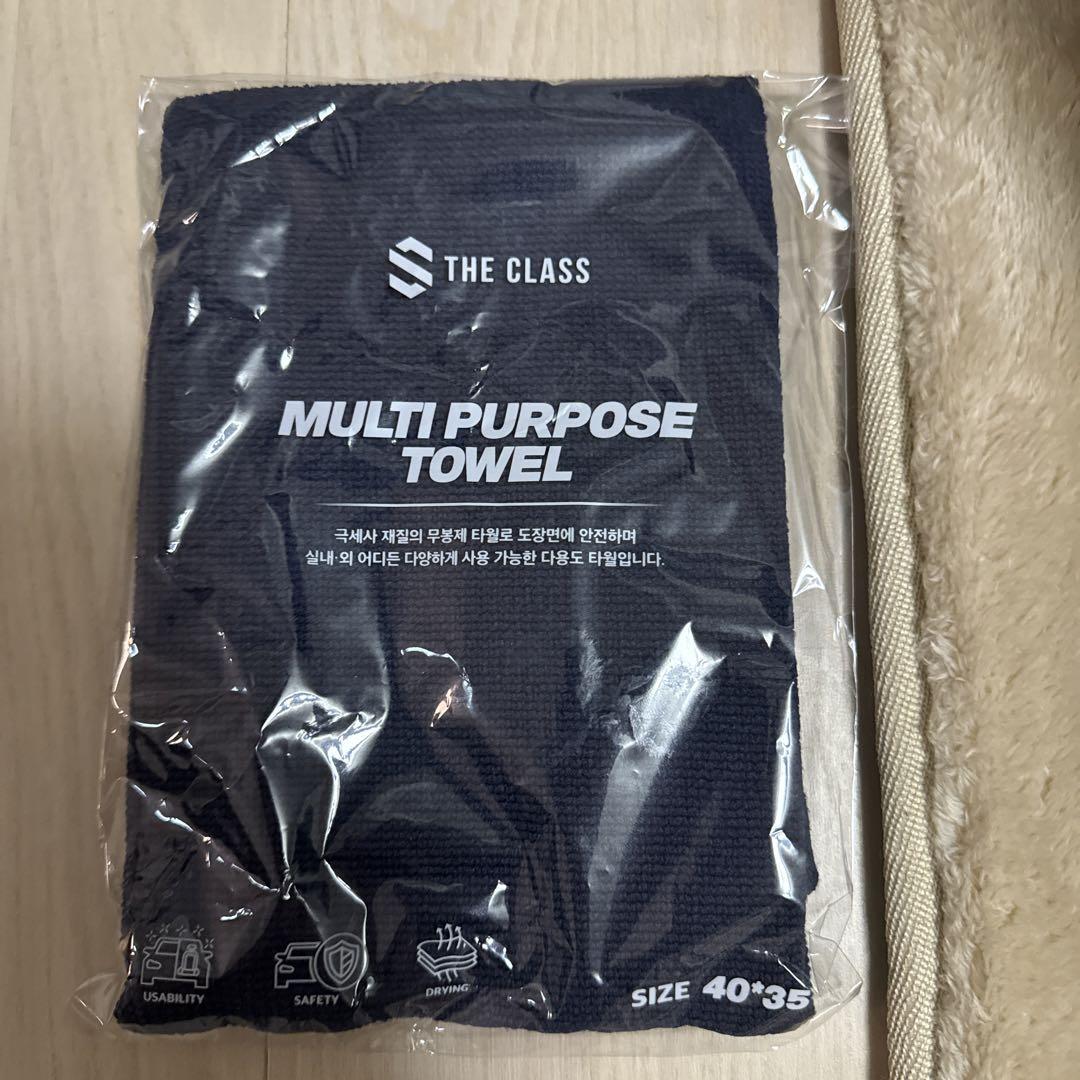 THE CLASS
MULTI PURPOSE
TOWEL
극세사 재질의 무봉제 타월로 도장면에 안전하며
실내·외 어디든 다양하게 사용 가능한 다용도 타월입니다.
USABILITY
SAFETY
DRYING
SIZE 40*35